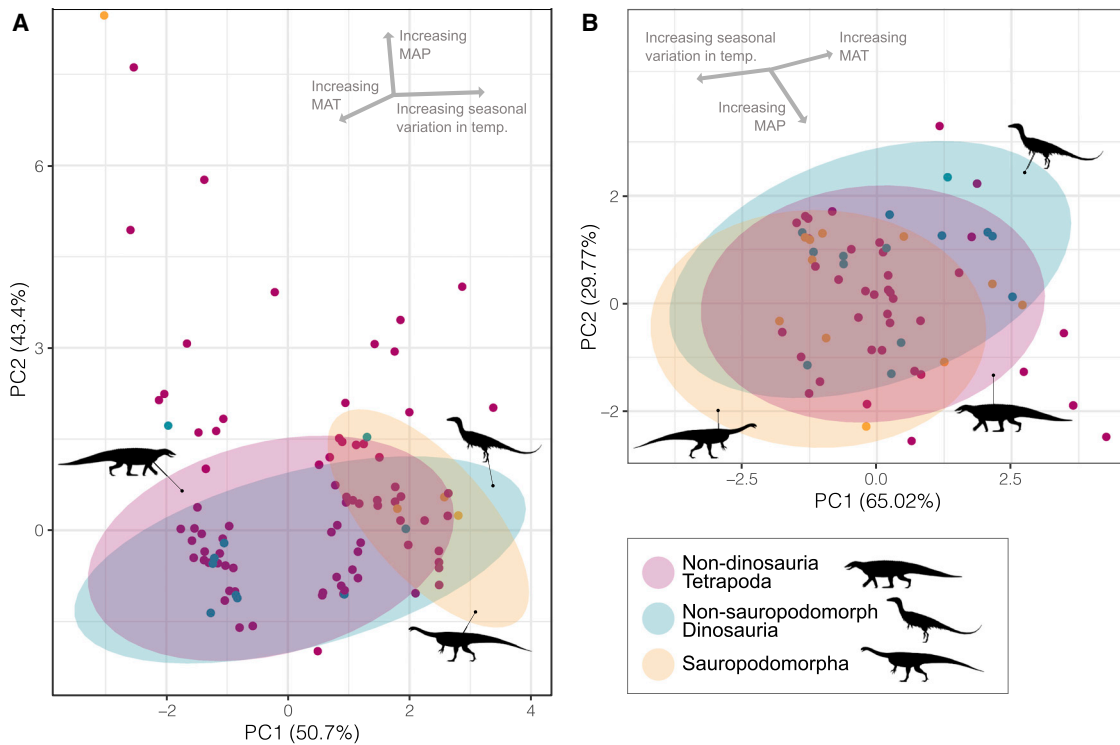 A
Increasing
MAP
Increasing
MAT
Increasing seasonal
variation in temp.
6
3
0
PC2 (43.4%)
−2
0
2
4
PC1 (50.7%)
B
Increasing seasonal
variation in temp.
Increasing
MAT
Increasing
MAP
2
0
−2
PC2 (29.77%)
−2.5
0.0
2.5
PC1 (65.02%)
Non-dinosauria
Tetrapoda
Non-sauropodomorph
Dinosauria
Sauropodomorpha